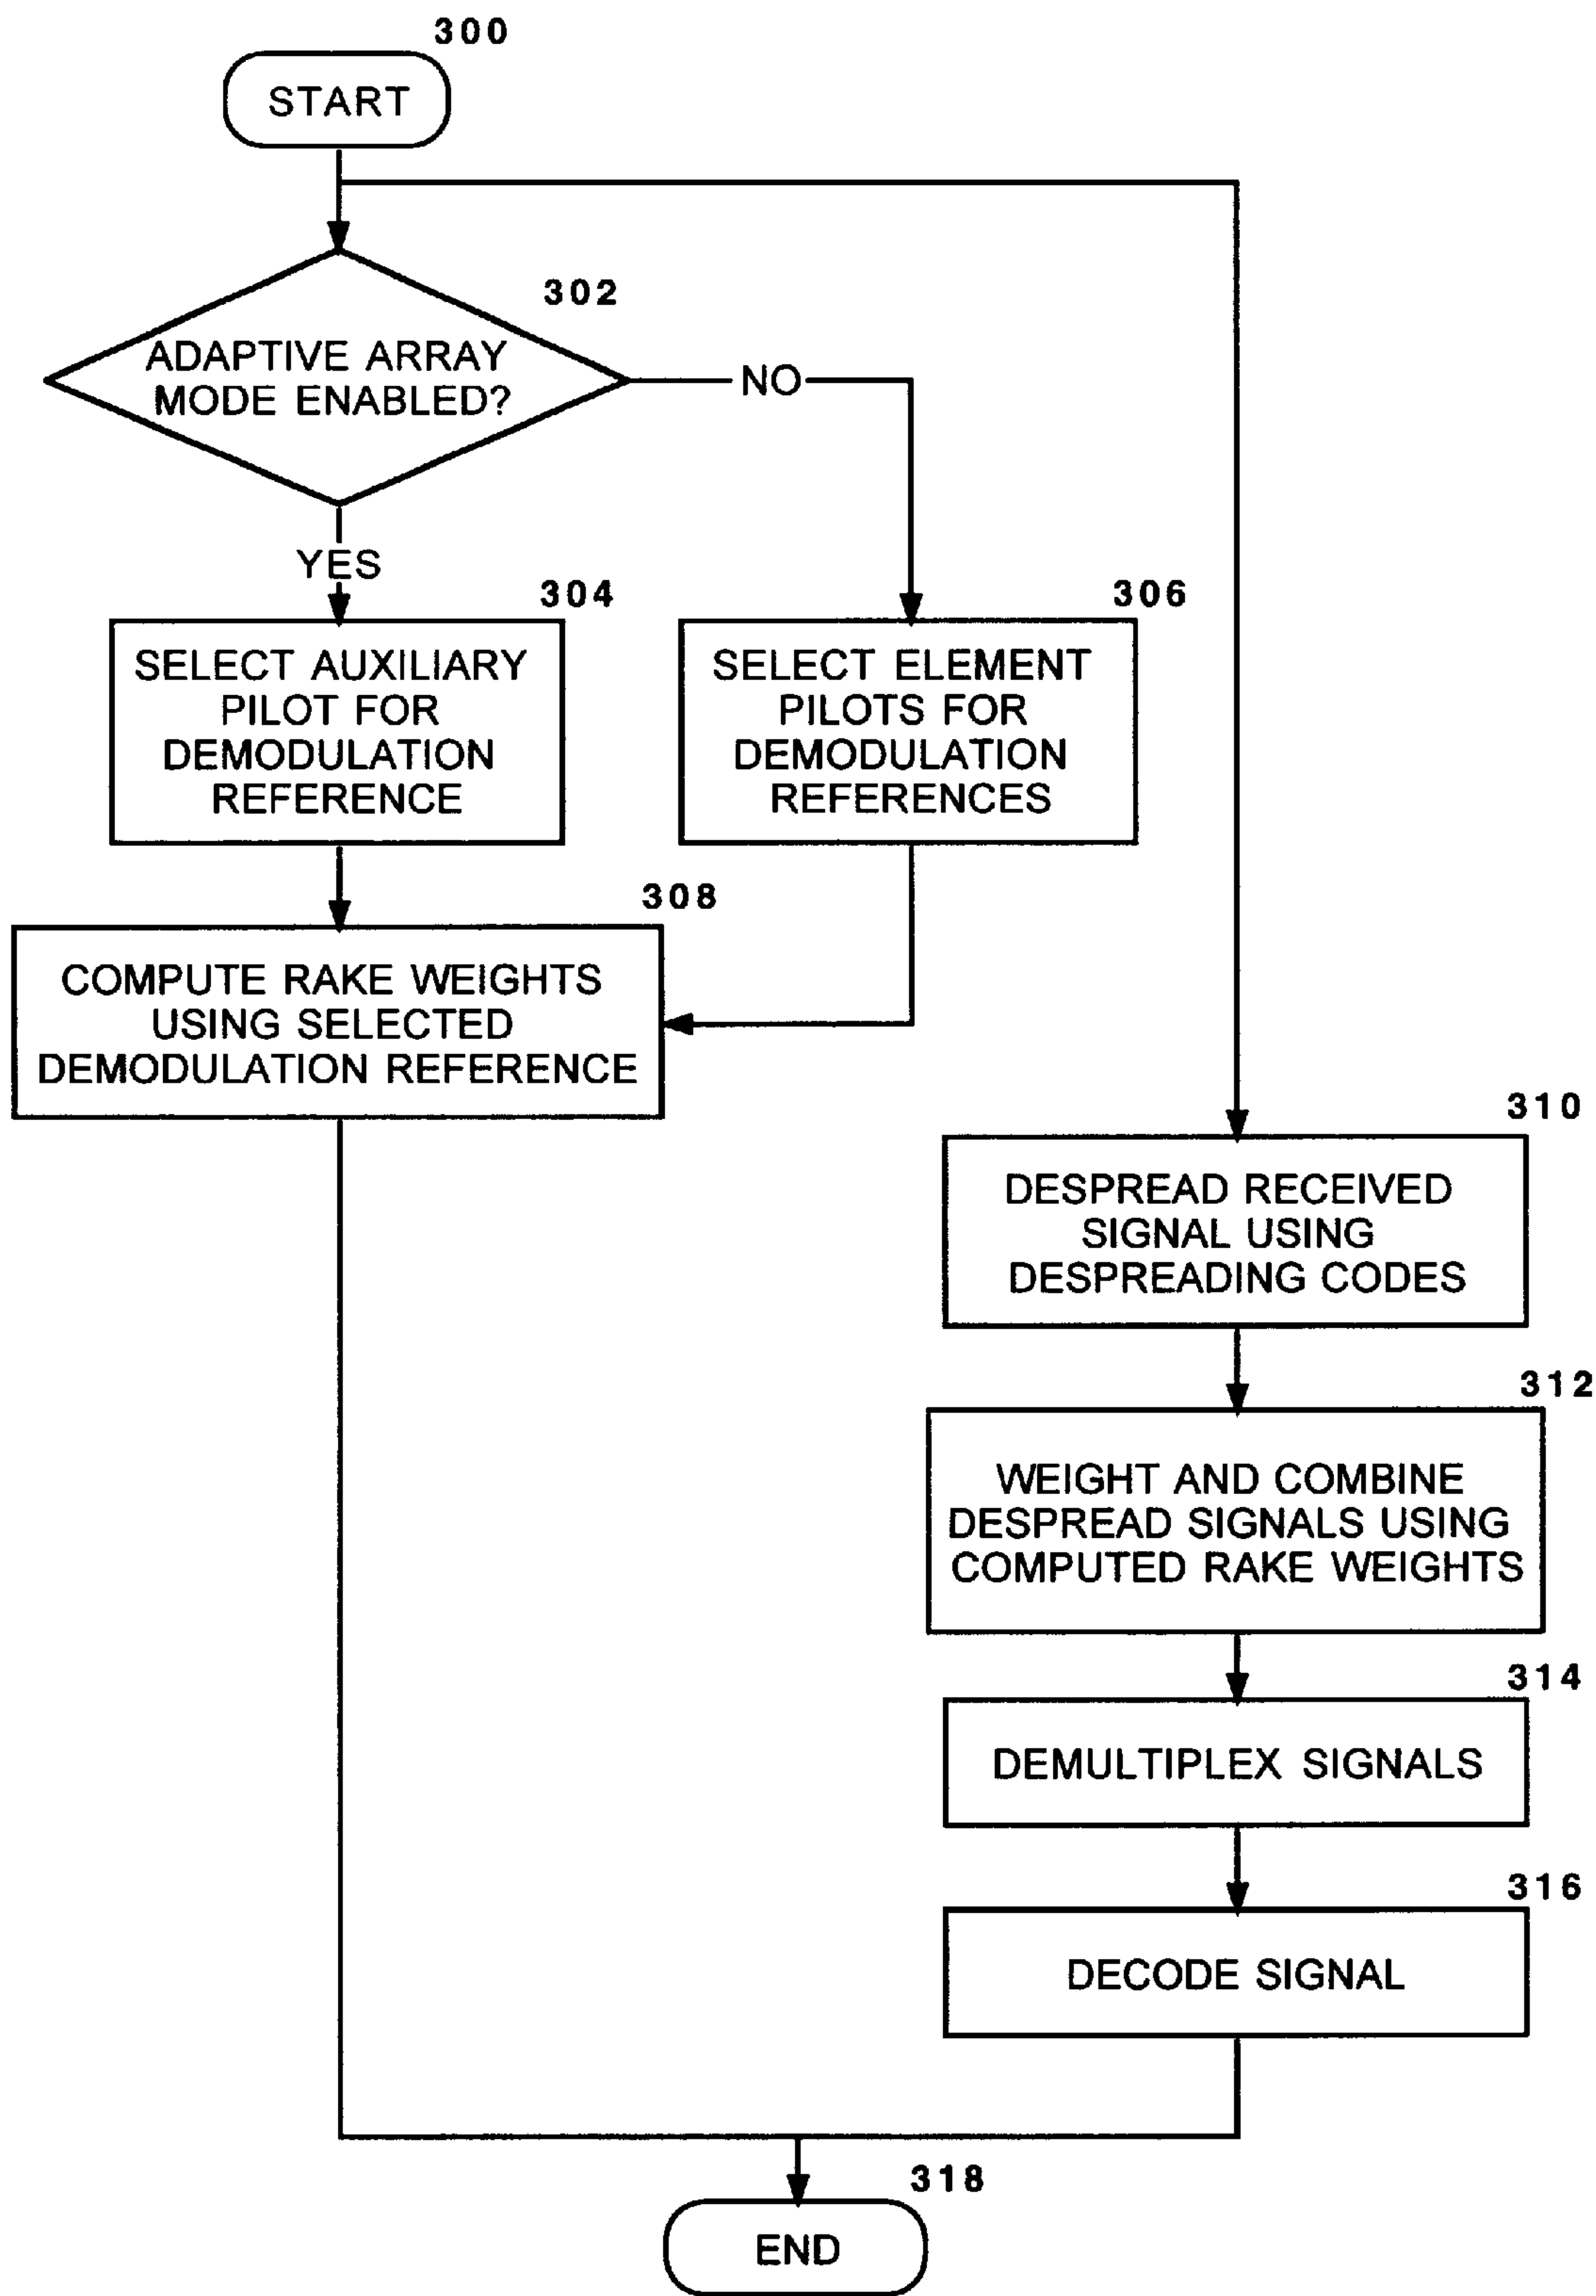 300
START
302
ADAPTIVE ARRAY
MODE ENABLED?
NO
YES
304
SELECT AUXILIARY
PILOT FOR
DEMODULATION
REFERENCE
306
SELECT ELEMENT
PILOTS FOR
DEMODULATION
REFERENCES
308
COMPUTE RAKE WEIGHTS
USING SELECTED
DEMODULATION REFERENCE
310
DESPREAD RECEIVED
SIGNAL USING
DESPREADING CODES
312
WEIGHT AND COMBINE
DESPREAD SIGNALS USING
COMPUTED RAKE WEIGHTS
314
DEMULTIPLEX SIGNALS
316
DECODE SIGNAL
318
END